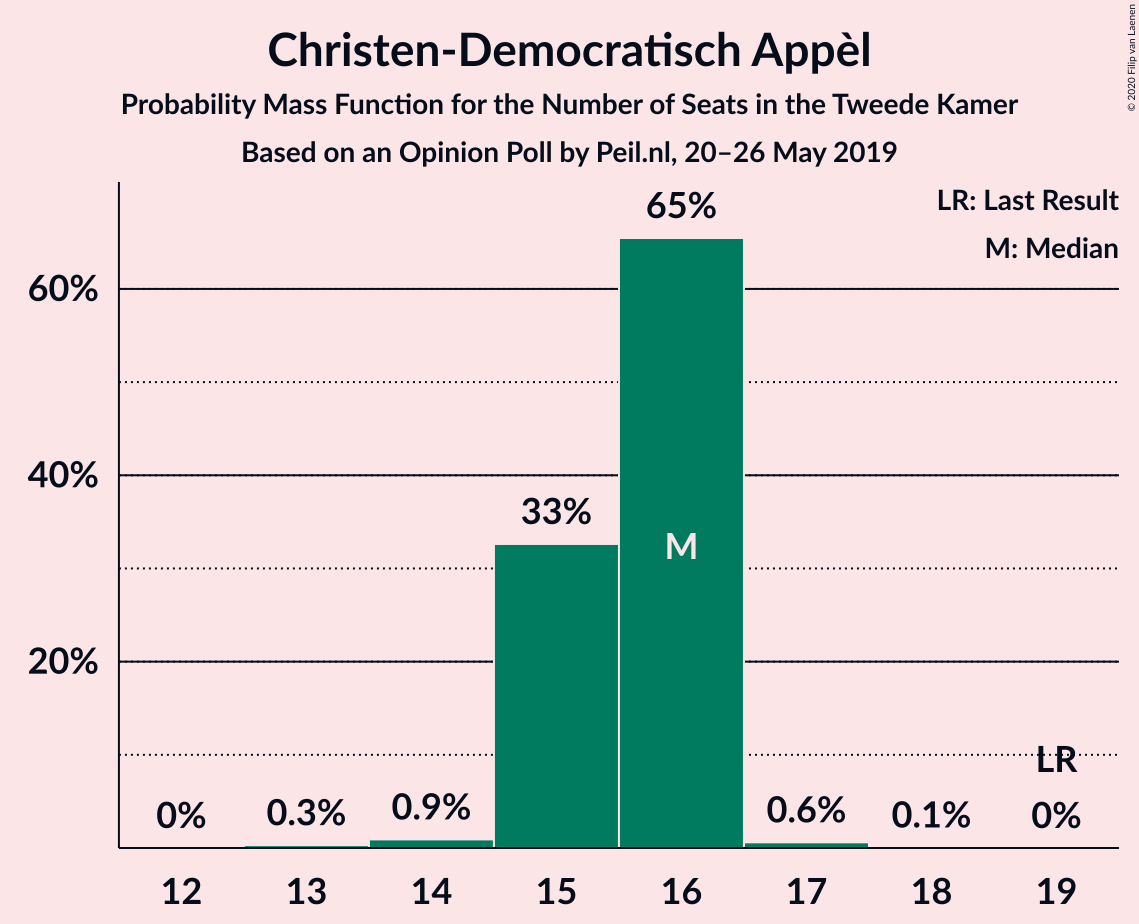 Christen-Democratisch Appèl
Probability Mass Function for the Number of Seats in the Tweede Kamer
Based on an Opinion Poll by Peil.nl, 20–26 May 2019
© 2020 Filip van Laenen
LR: Last Result
M: Median
65%
60%
40%
33%
M
20%
LR
0% 0.3% 0.9% 0.6% 0.1% 0%
12 13 14 15 16 17 18 19